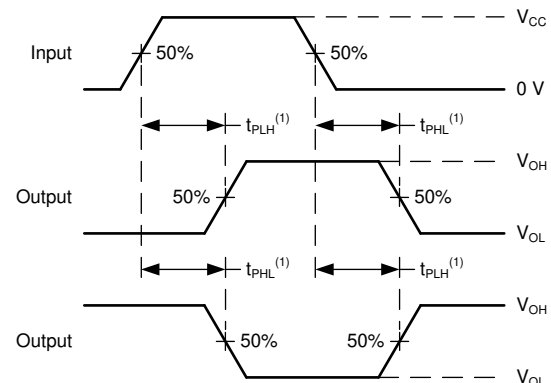 V_CC
Input 50% 50%
0 V
t_PLH^(1) t_PHL^(1)
V_OH
Output 50% 50%
V_OL
t_PHL^(1) t_PLH^(1)
V_OH
Output 50% 50%
V_OL